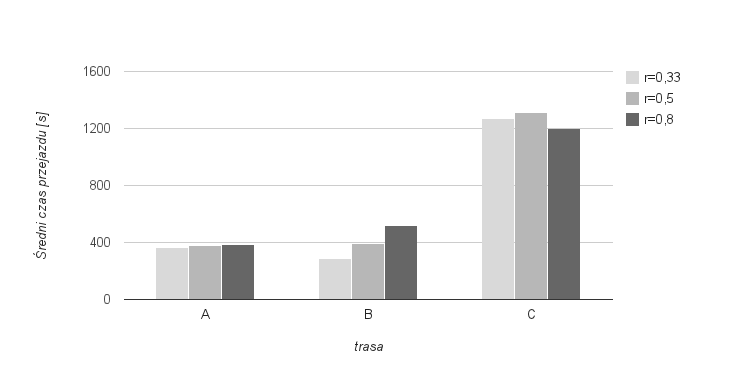 1600
1200
800
400
0
Średni czas przejazdu [s]
A
B
C
trasa
r=0,33
r=0,5
r=0,8